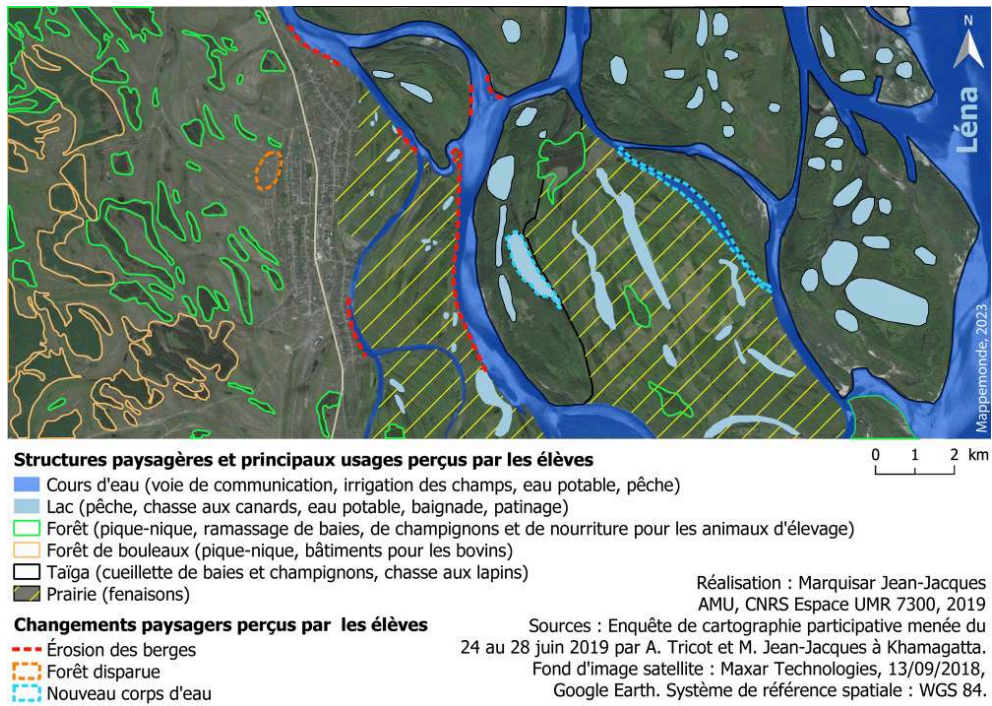 N
Léna
Mappemonde, 2023
Structures paysagères et principaux usages perçus par les élèves
0 1 2 km
Cours d'eau (voie de communication, irrigation des champs, eau potable, pêche)
Lac (pêche, chasse aux canards, eau potable, baignade, patinage)
Forêt (pique-nique, ramassage de baies, de champignons et de nourriture pour les animaux d'élevage)
Forêt de bouleaux (pique-nique, bâtiments pour les bovins)
Taïga (cueillette de baies et champignons, chasse aux lapins)
Prairie (fenaisons)
Changements paysagers perçus par les élèves
Érosion des berges
Forêt disparue
Nouveau corps d'eau
Réalisation : Marquisar Jean-Jacques
AMU, CNRS Espace UMR 7300, 2019
Sources : Enquête de cartographie participative menée du
24 au 28 juin 2019 par A. Tricot et M. Jean-Jacques à Khamagatta.
Fond d'image satellite : Maxar Technologies, 13/09/2018,
Google Earth. Système de référence spatiale : WGS 84.